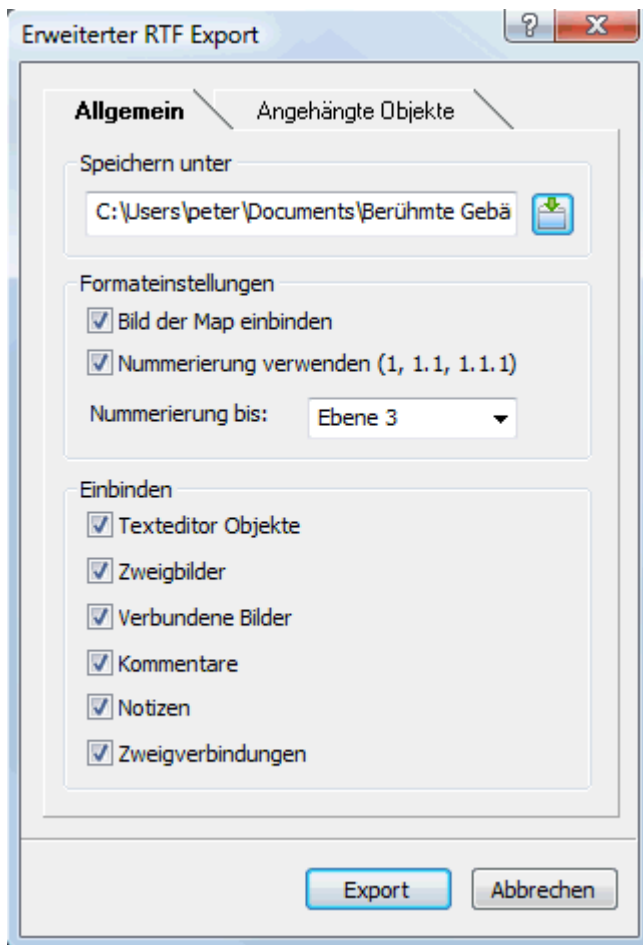 Erweiterter RTF Export
Allgemein
Angehängte Objekte
Speichern unter
C:\Users\peter\Documents\Berühmte Gebä
Formateinstellungen
Bild der Map einbinden
Nummerierung verwenden (1, 1.1, 1.1.1)
Nummerierung bis: Ebene 3
Einbinden
Texteditor Objekte
Zweigbilder
Verbundene Bilder
Kommentare
Notizen
Zweigverbindungen
Export Abbrechen